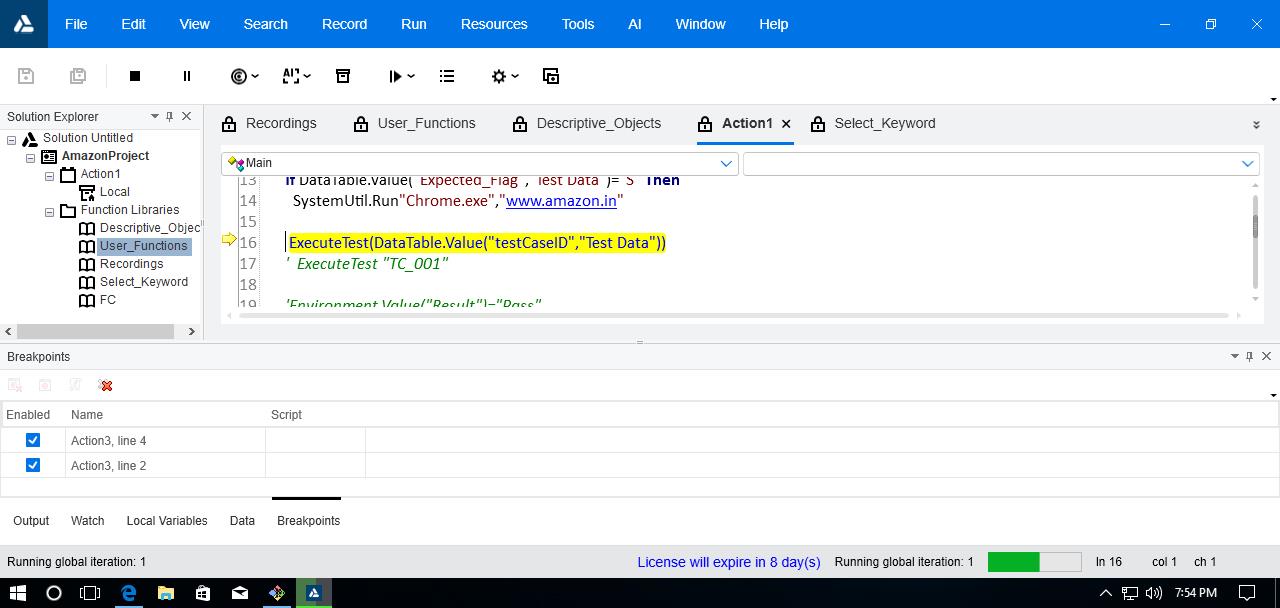 File Edit View Search Record Run Resources Tools AI Window Help
Solution Explorer
Solution Untitled
AmazonProject
Action1
Local
Function Libraries
Descriptive_Objec
User_Functions
Recordings
Select_Keyword
FC
Recordings User_Functions Descriptive_Objects Action1 Select_Keyword
Main
13 If DataTable.Value("Expected_Flag","Test Data")="S" Then
14 SystemUtil.Run"Chrome.exe","www.amazon.in"
15
16 ExecuteTest(DataTable.Value("testCaseID","Test Data"))
17 ' ExecuteTest "TC_001"
18
19 'Environment.Value("Result")="Pass"
Breakpoints
Enabled Name Script
Action3, line 4
Action3, line 2
Output Watch Local Variables Data Breakpoints
Running global iteration: 1 License will expire in 8 day(s) Running global iteration: 1 ln 16 col 1 ch 1
7:54 PM